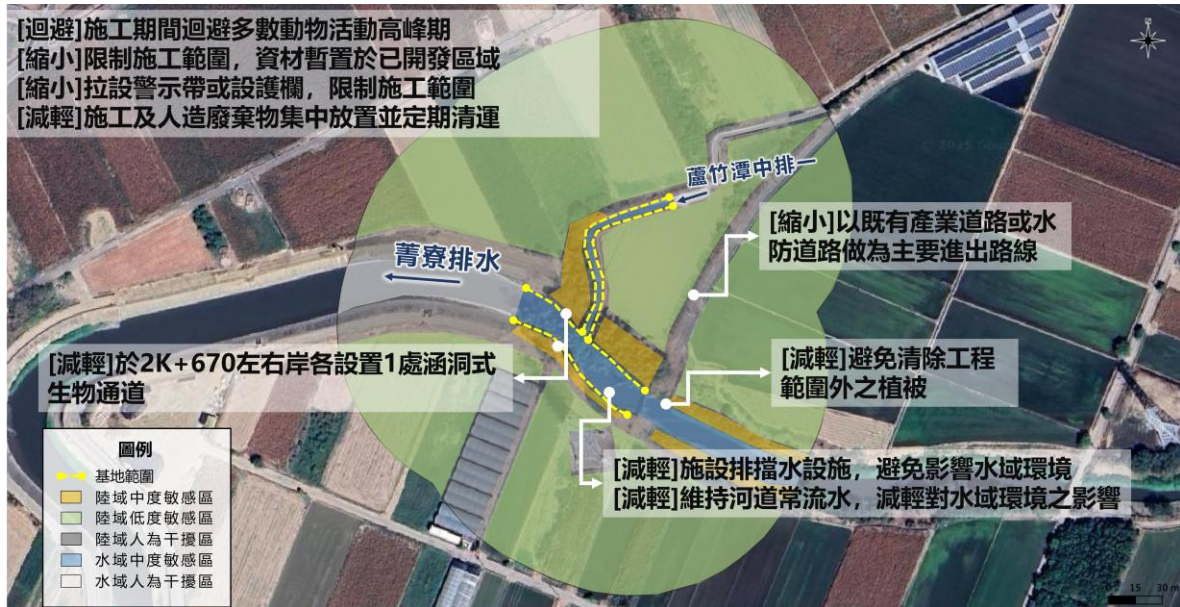 [迴避]施工期間迴避多數動物活動高峰期
[縮小]限制施工範圍，資材暫置於已開發區域
[縮小]拉設警示帶或設護欄，限制施工範圍
[減輕]施工及人造廢棄物集中放置並定期清運
蘆竹潭中排一
菁寮排水
[縮小]以既有產業道路或水
防道路做為主要進出路線
[減輕]於2K+670左右岸各設置1處涵洞式
生物通道
[減輕]避免清除工程
範圍外之植被
[減輕]施設排擋水設施，避免影響水域環境
[減輕]維持河道常流水，減輕對水域環境之影響
圖例
基地範圍
陸域中度敏感區
陸域低度敏感區
陸域人為干擾區
水域中度敏感區
水域人為干擾區
0 15 30 m